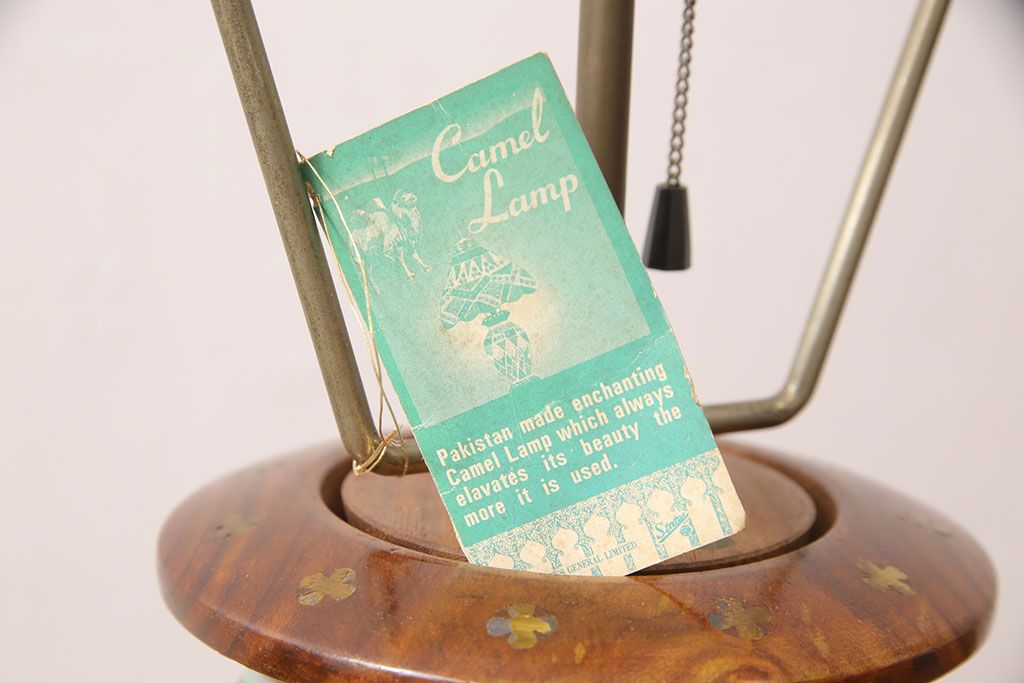 Camel
Lamp
Pakistan made enchanting
Camel Lamp which always
elavates its beauty the
more it is used.
GENERAL LIMITED